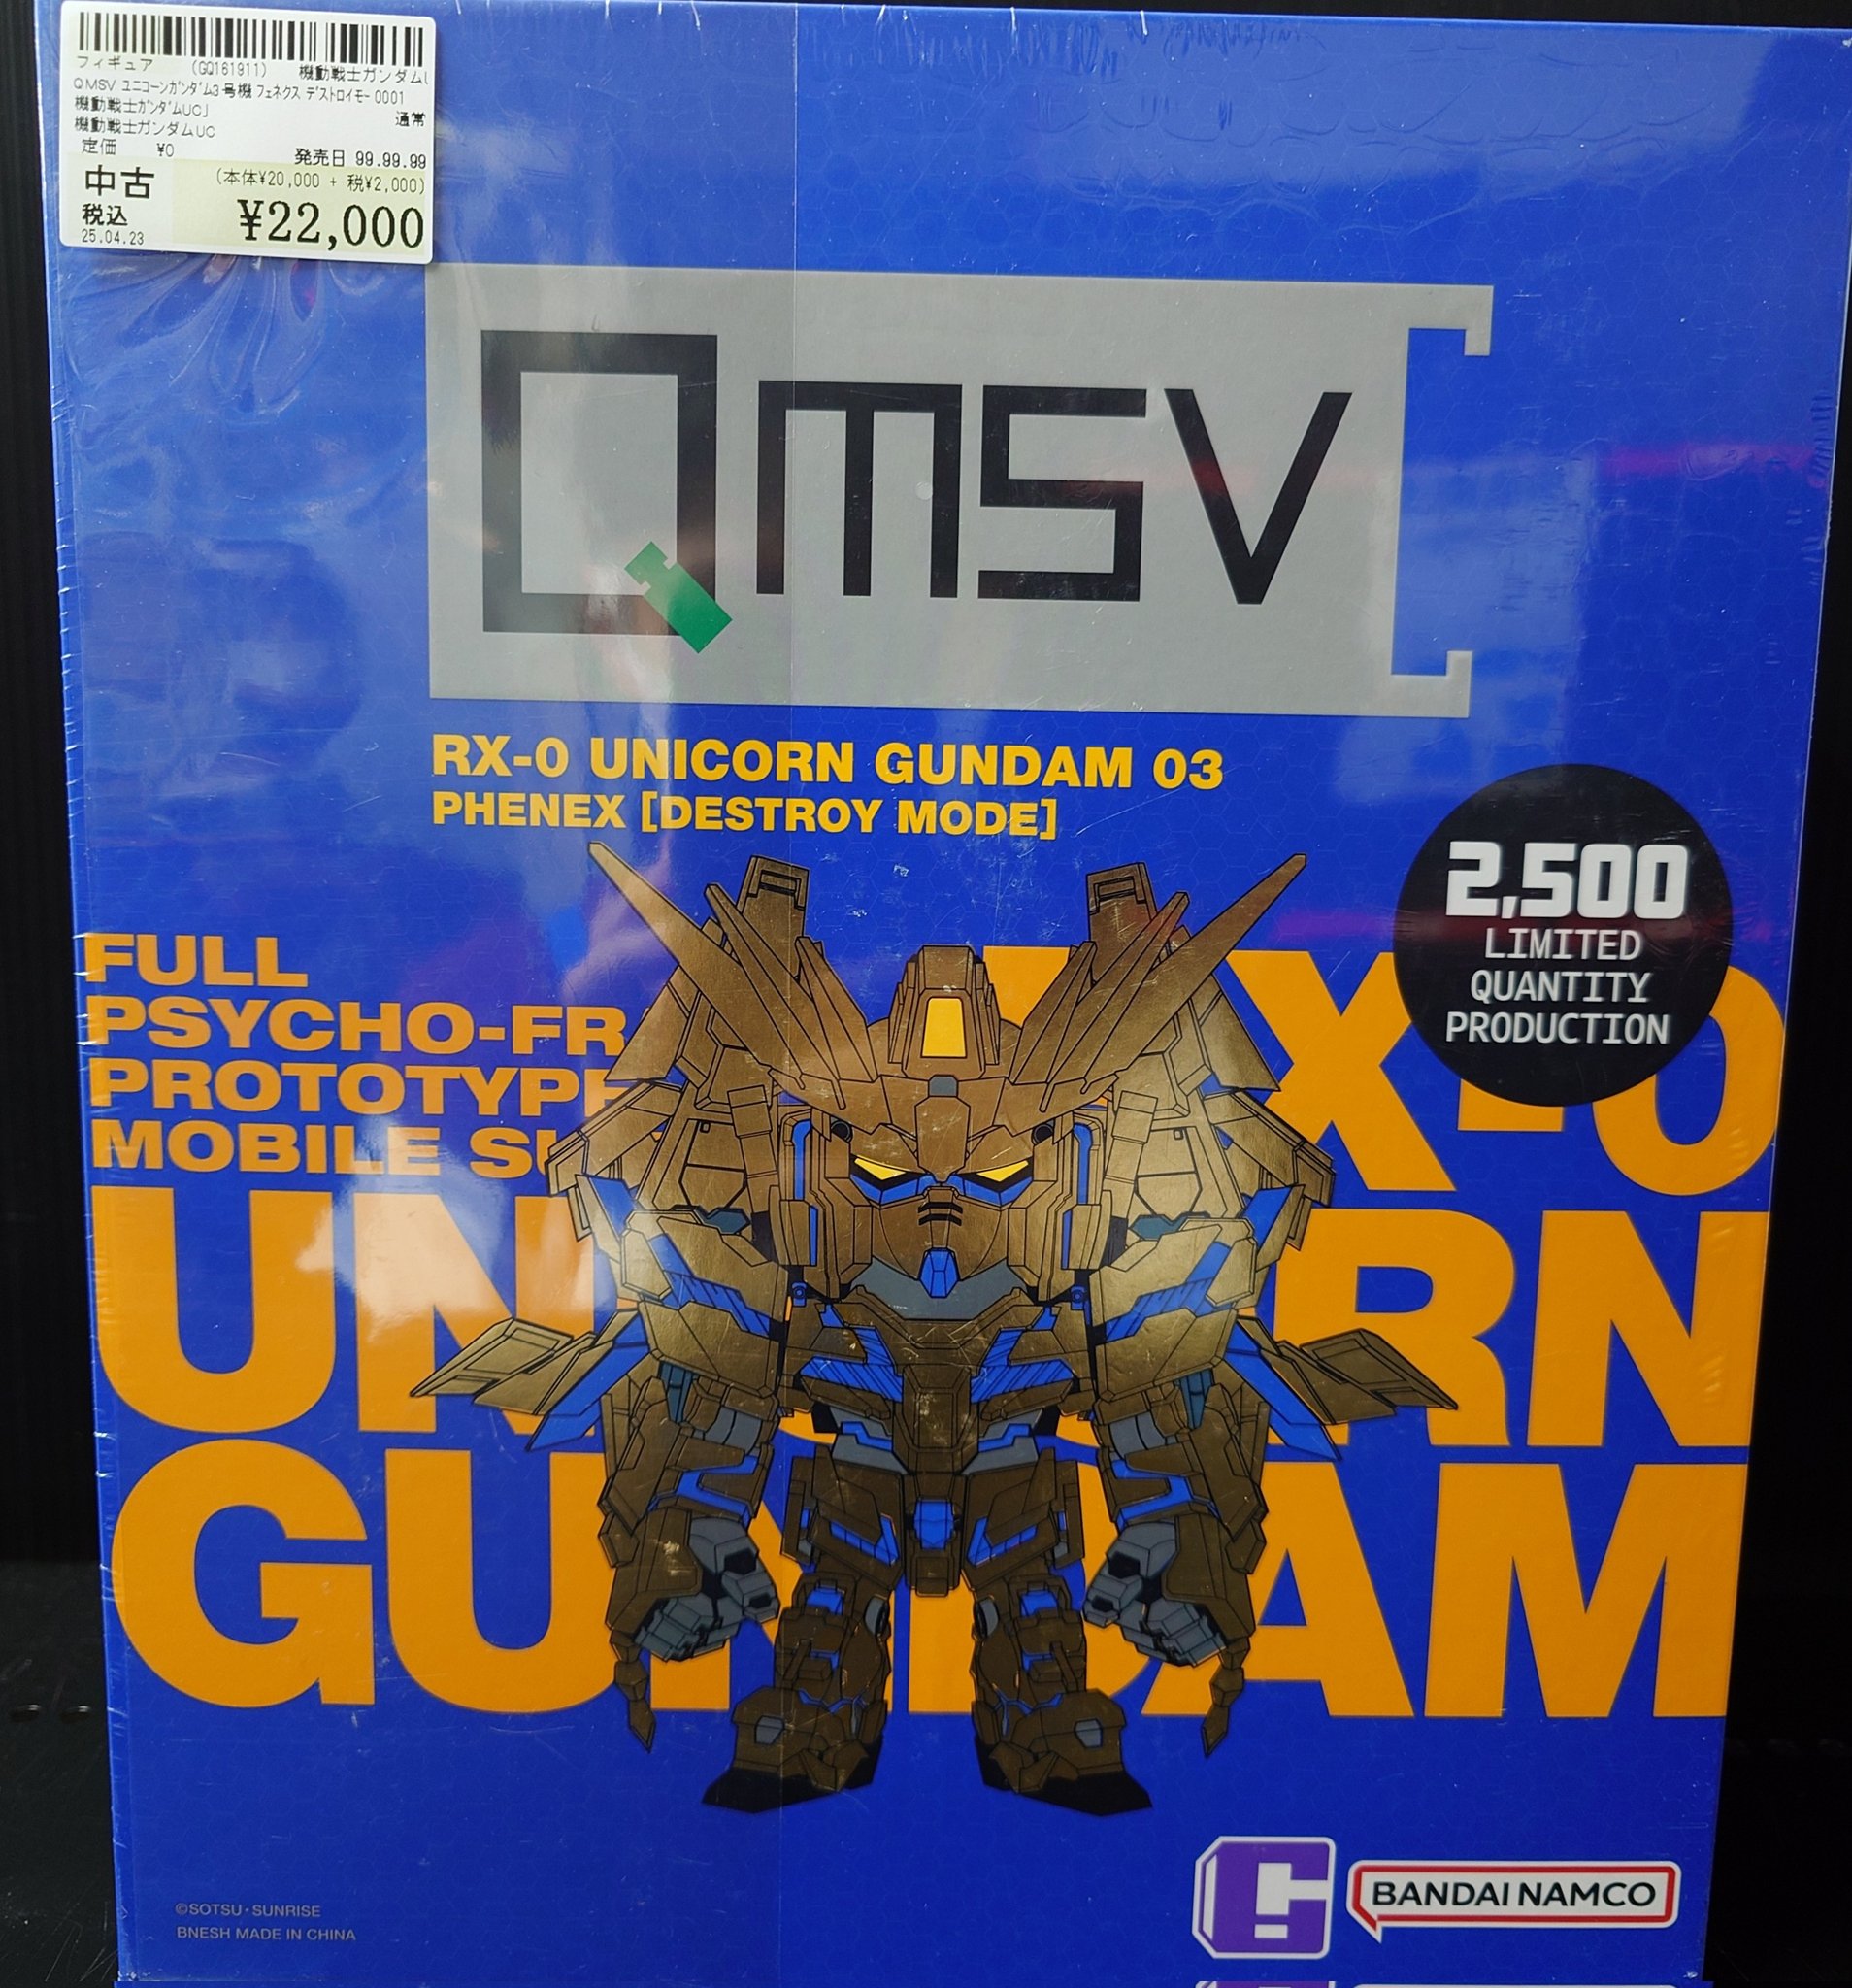 フィギュア (GQ161911) 機動戦士ガンダムU
QMSV ユニコーンガンダム3号機 フェネクス デストロイモー 0001
機動戦士ガンダムUC」
通常
機動戦士ガンダムUC
定価 ¥0
発売日 99.99.99
中古 (本体¥20,000 + 税¥2,000)
税込 ¥22,000
25.04.23
QMSV
RX-0 UNICORN GUNDAM 03
PHENEX [DESTROY MODE]
2,500
LIMITED
QUANTITY
PRODUCTION
FULL
PSYCHO-FR
PROTOTYPE
MOBILE SU
X-0
UN RN
GUNDAM
©SOTSU・SUNRISE
BNESH MADE IN CHINA
BANDAI NAMCO